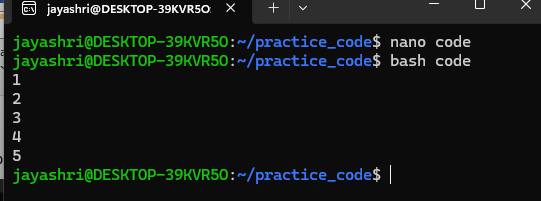 jayashri@DESKTOP-39KVR5O:
jayashri@DESKTOP-39KVR5O:~/practice_code$ nano code
jayashri@DESKTOP-39KVR5O:~/practice_code$ bash code
1
2
3
4
5
jayashri@DESKTOP-39KVR5O:~/practice_code$